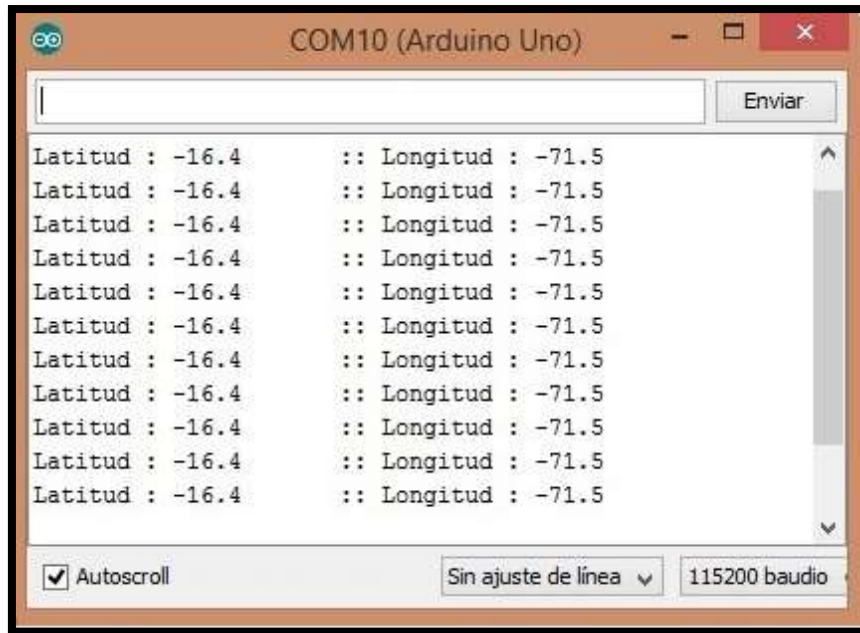 COM10 (Arduino Uno)
Enviar
Latitud : -16.4 :: Longitud : -71.5
Latitud : -16.4 :: Longitud : -71.5
Latitud : -16.4 :: Longitud : -71.5
Latitud : -16.4 :: Longitud : -71.5
Latitud : -16.4 :: Longitud : -71.5
Latitud : -16.4 :: Longitud : -71.5
Latitud : -16.4 :: Longitud : -71.5
Latitud : -16.4 :: Longitud : -71.5
Latitud : -16.4 :: Longitud : -71.5
Latitud : -16.4 :: Longitud : -71.5
Latitud : -16.4 :: Longitud : -71.5
Autoscroll Sin ajuste de línea 115200 baudio